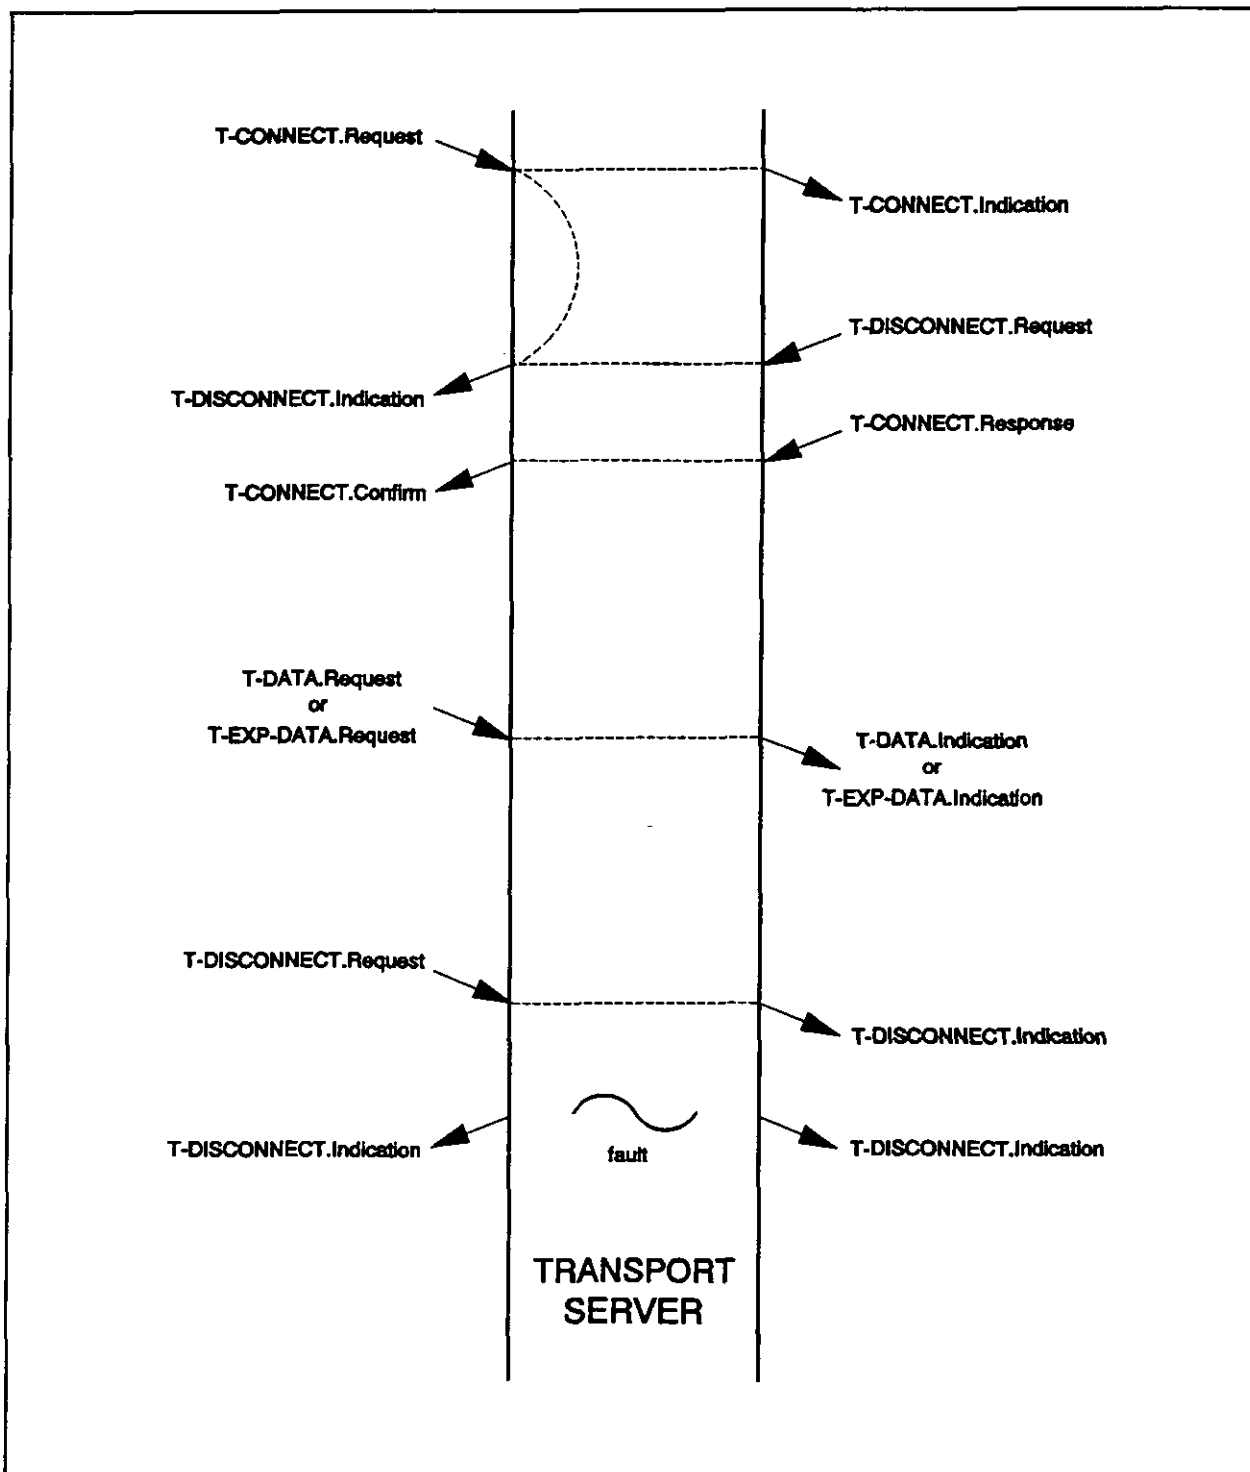 T-CONNECT.Request
T-CONNECT.Indication
T-DISCONNECT.Request
T-DISCONNECT.Indication
T-CONNECT.Response
T-CONNECT.Confirm
T-DATA.Request
or
T-EXP-DATA.Request
T-DATA.Indication
or
T-EXP-DATA.Indication
T-DISCONNECT.Request
T-DISCONNECT.Indication
T-DISCONNECT.Indication
fault
T-DISCONNECT.Indication
TRANSPORT
SERVER